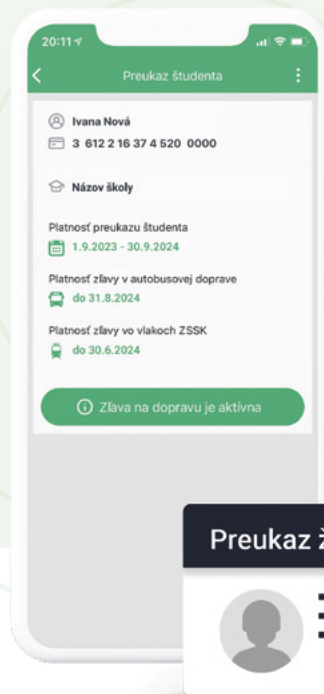 20:11
Preukaz študenta
Ivana Nová
3 612 2 16 37 4 520 0000
Názov školy
Platnosť preukazu študenta
1.9.2023 - 30.9.2024
Platnosť zľavy v autobusovej doprave
do 31.8.2024
Platnosť zľavy vo vlakoch ZSSK
do 30.6.2024
Zľava na dopravu je aktívna
Preukaz